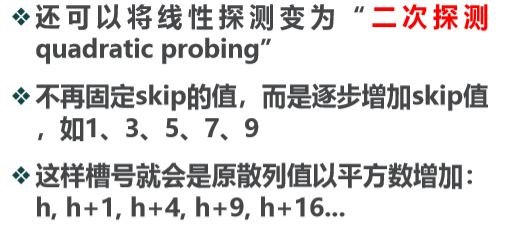 还可以将线性探测变为“二次探测
quadratic probing”
不再固定skip的值，而是逐步增加skip值
，如1、3、5、7、9
这样槽号就会是原散列值以平方数增加：
h, h+1, h+4, h+9, h+16...